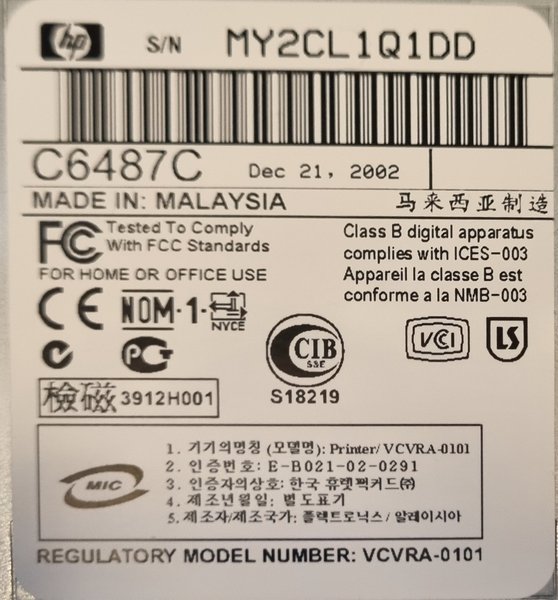 hp S/N MY2CL1Q1DD
C6487C Dec 21, 2002
MADE IN: MALAYSIA 马来西亚制造
FC Tested To Comply
With FCC Standards
FOR HOME OR OFFICE USE
Class B digital apparatus
complies with ICES-003
Appareil la classe B est
conforme a la NMB-003
CE NOM-1- NYCE
PCT
CIB
SSE
S18219
VCCI LS
檢磁 3912H001
MIC
1. 기기의명칭 (모델명): Printer/VCVRA-0101
2. 인증번호: E-B021-02-0291
3. 인증자의상호: 한국 휴렛팩커드㈜
4. 제조년월일: 별도표기
5. 제조자/제조국가: 플렉트로닉스/말레이시아
REGULATORY MODEL NUMBER: VCVRA-0101